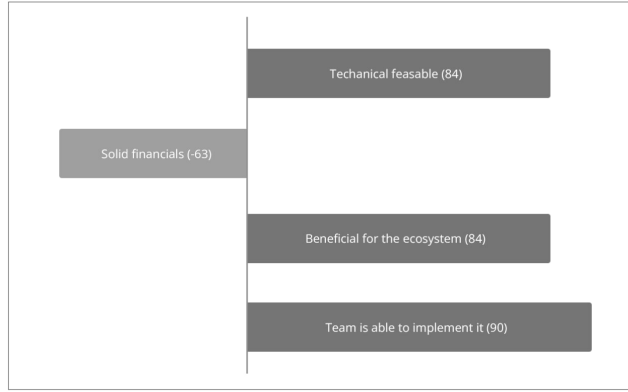 Techanical feasable (84)
Solid financials (-63)
Beneficial for the ecosystem (84)
Team is able to implement it (90)